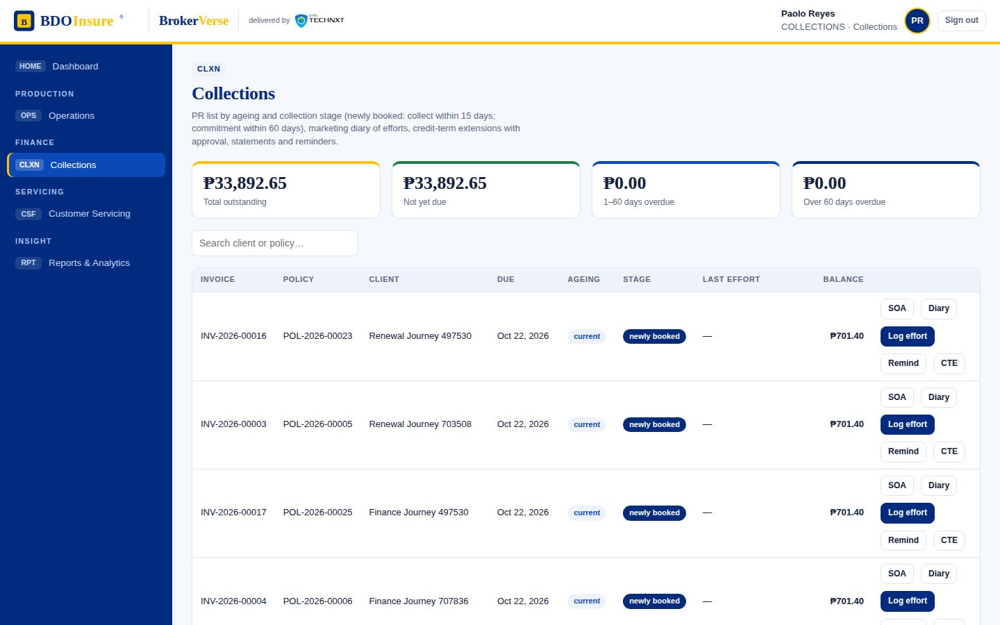 B BDOInsure ®
BrokerVerse
delivered by
TECHNXT
Paolo Reyes
COLLECTIONS · Collections
PR
Sign out
HOME Dashboard
PRODUCTION
OPS Operations
FINANCE
CLXN Collections
SERVICING
CSF Customer Servicing
INSIGHT
RPT Reports & Analytics
CLXN
Collections
PR list by ageing and collection stage (newly booked: collect within 15 days;
commitment within 60 days), marketing diary of efforts, credit-term extensions with
approval, statements and reminders.
₱33,892.65
Total outstanding
₱33,892.65
Not yet due
₱0.00
1–60 days overdue
₱0.00
Over 60 days overdue
Search client or policy…
INVOICE POLICY CLIENT DUE AGEING STAGE LAST EFFORT BALANCE
INV-2026-00016 POL-2026-00023 Renewal Journey 497530 Oct 22, 2026 current newly booked — ₱701.40
SOA Diary
Log effort
Remind CTE
INV-2026-00003 POL-2026-00005 Renewal Journey 703508 Oct 22, 2026 current newly booked — ₱701.40
SOA Diary
Log effort
Remind CTE
INV-2026-00017 POL-2026-00025 Finance Journey 497530 Oct 22, 2026 current newly booked — ₱701.40
SOA Diary
Log effort
Remind CTE
INV-2026-00004 POL-2026-00006 Finance Journey 707836 Oct 22, 2026 current newly booked — ₱701.40
SOA Diary
Log effort